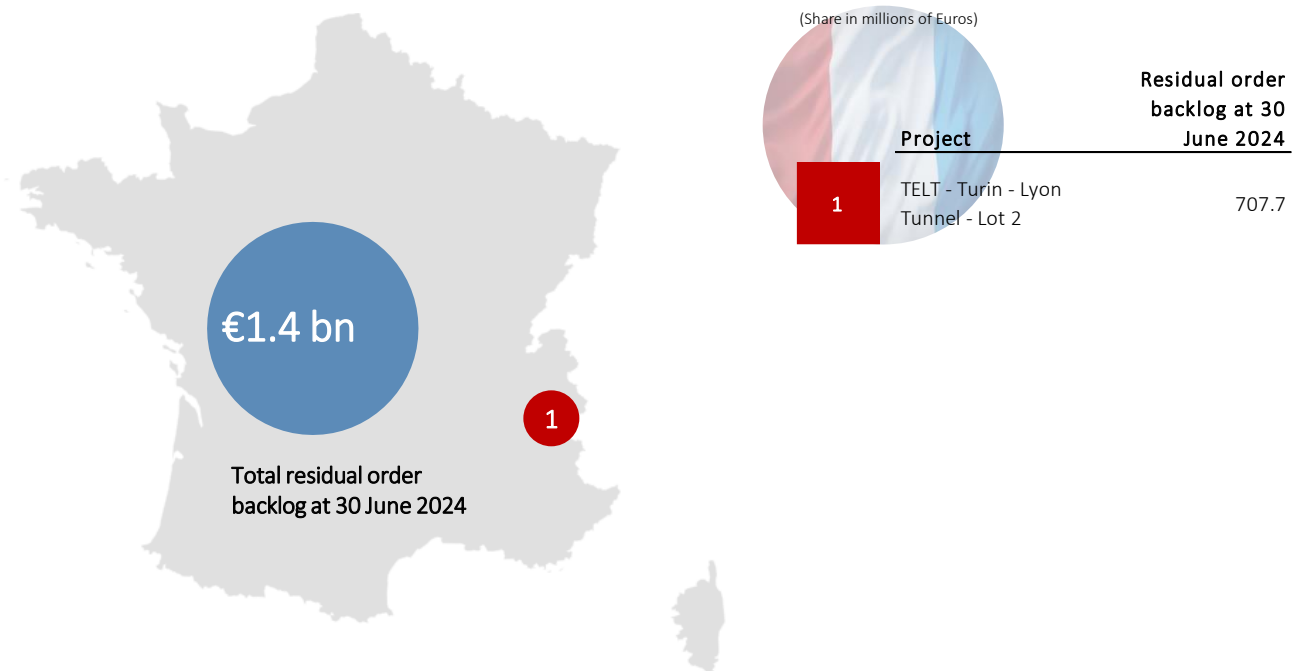 (Share in millions of Euros)
Residual order
backlog at 30
Project June 2024
1 TELT - Turin - Lyon
Tunnel - Lot 2 707.7
€1.4 bn
1
Total residual order
backlog at 30 June 2024